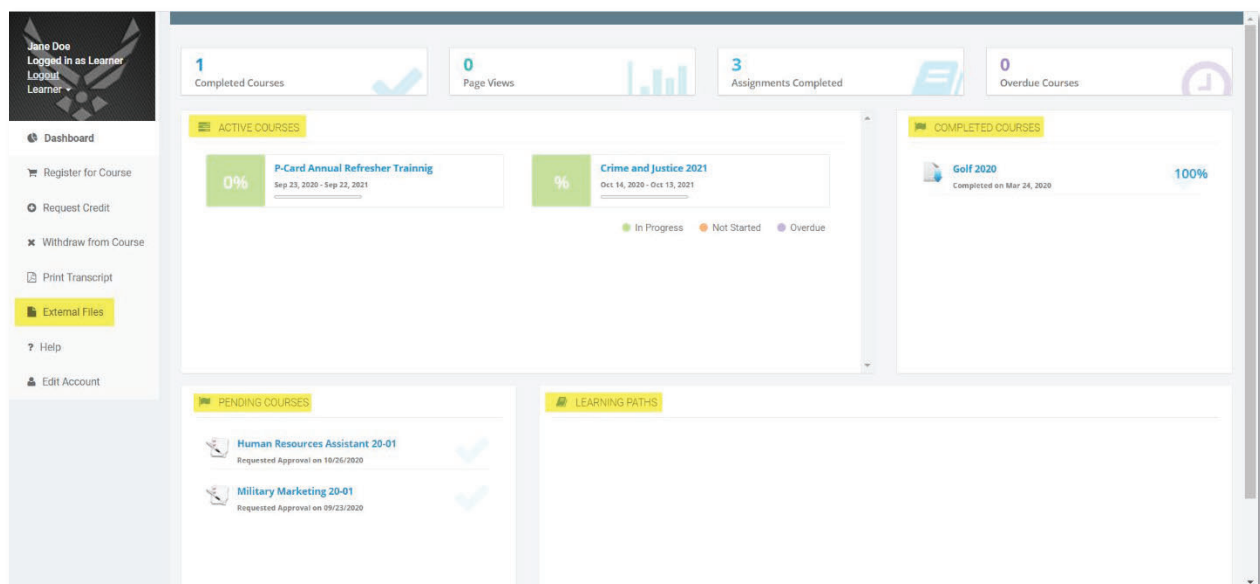 Jane Doe
Logged in as Learner
Logout
Learner
Dashboard
Register for Course
Request Credit
Withdraw from Course
Print Transcript
External Files
? Help
Edit Account
1
Completed Courses
0
Page Views
3
Assignments Completed
0
Overdue Courses
ACTIVE COURSES
0%
P-Card Annual Refresher Trainnig
Sep 23, 2020 - Sep 22, 2021
%
Crime and Justice 2021
Oct 14, 2020 - Oct 13, 2021
In Progress Not Started Overdue
COMPLETED COURSES
Golf 2020
Completed on Mar 24, 2020
100%
PENDING COURSES
Human Resources Assistant 20-01
Requested Approval on 10/26/2020
Military Marketing 20-01
Requested Approval on 09/23/2020
LEARNING PATHS